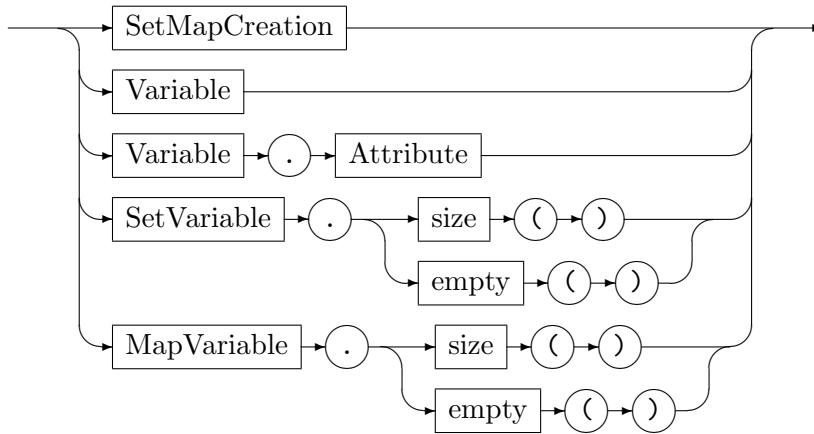 SetMapCreation
Variable
Variable . Attribute
SetVariable . size ( )
empty ( )
MapVariable . size ( )
empty ( )